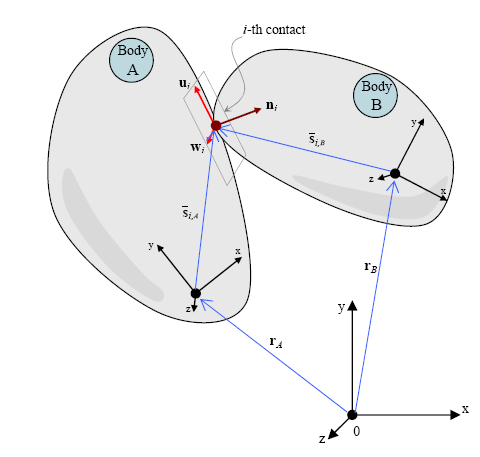 i-th contact
Body
A
Body
B
u_i
n_i
w_i
s̅_{i,B}
y
z
x
s̅_{i,A}
y
x
z
r_B
r_A
y
x
0
z